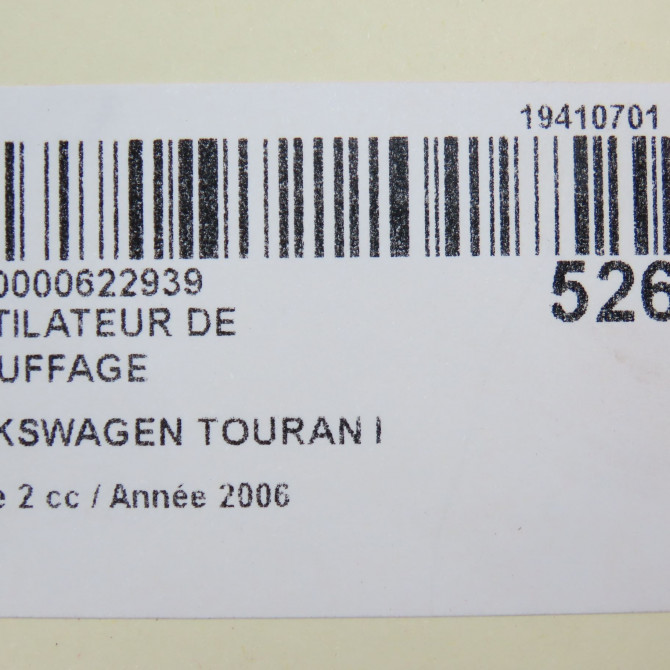 19410701
0000622939
526
TILATEUR DE
UFFAGE
KSWAGEN TOURAN I
e 2 cc / Année 2006